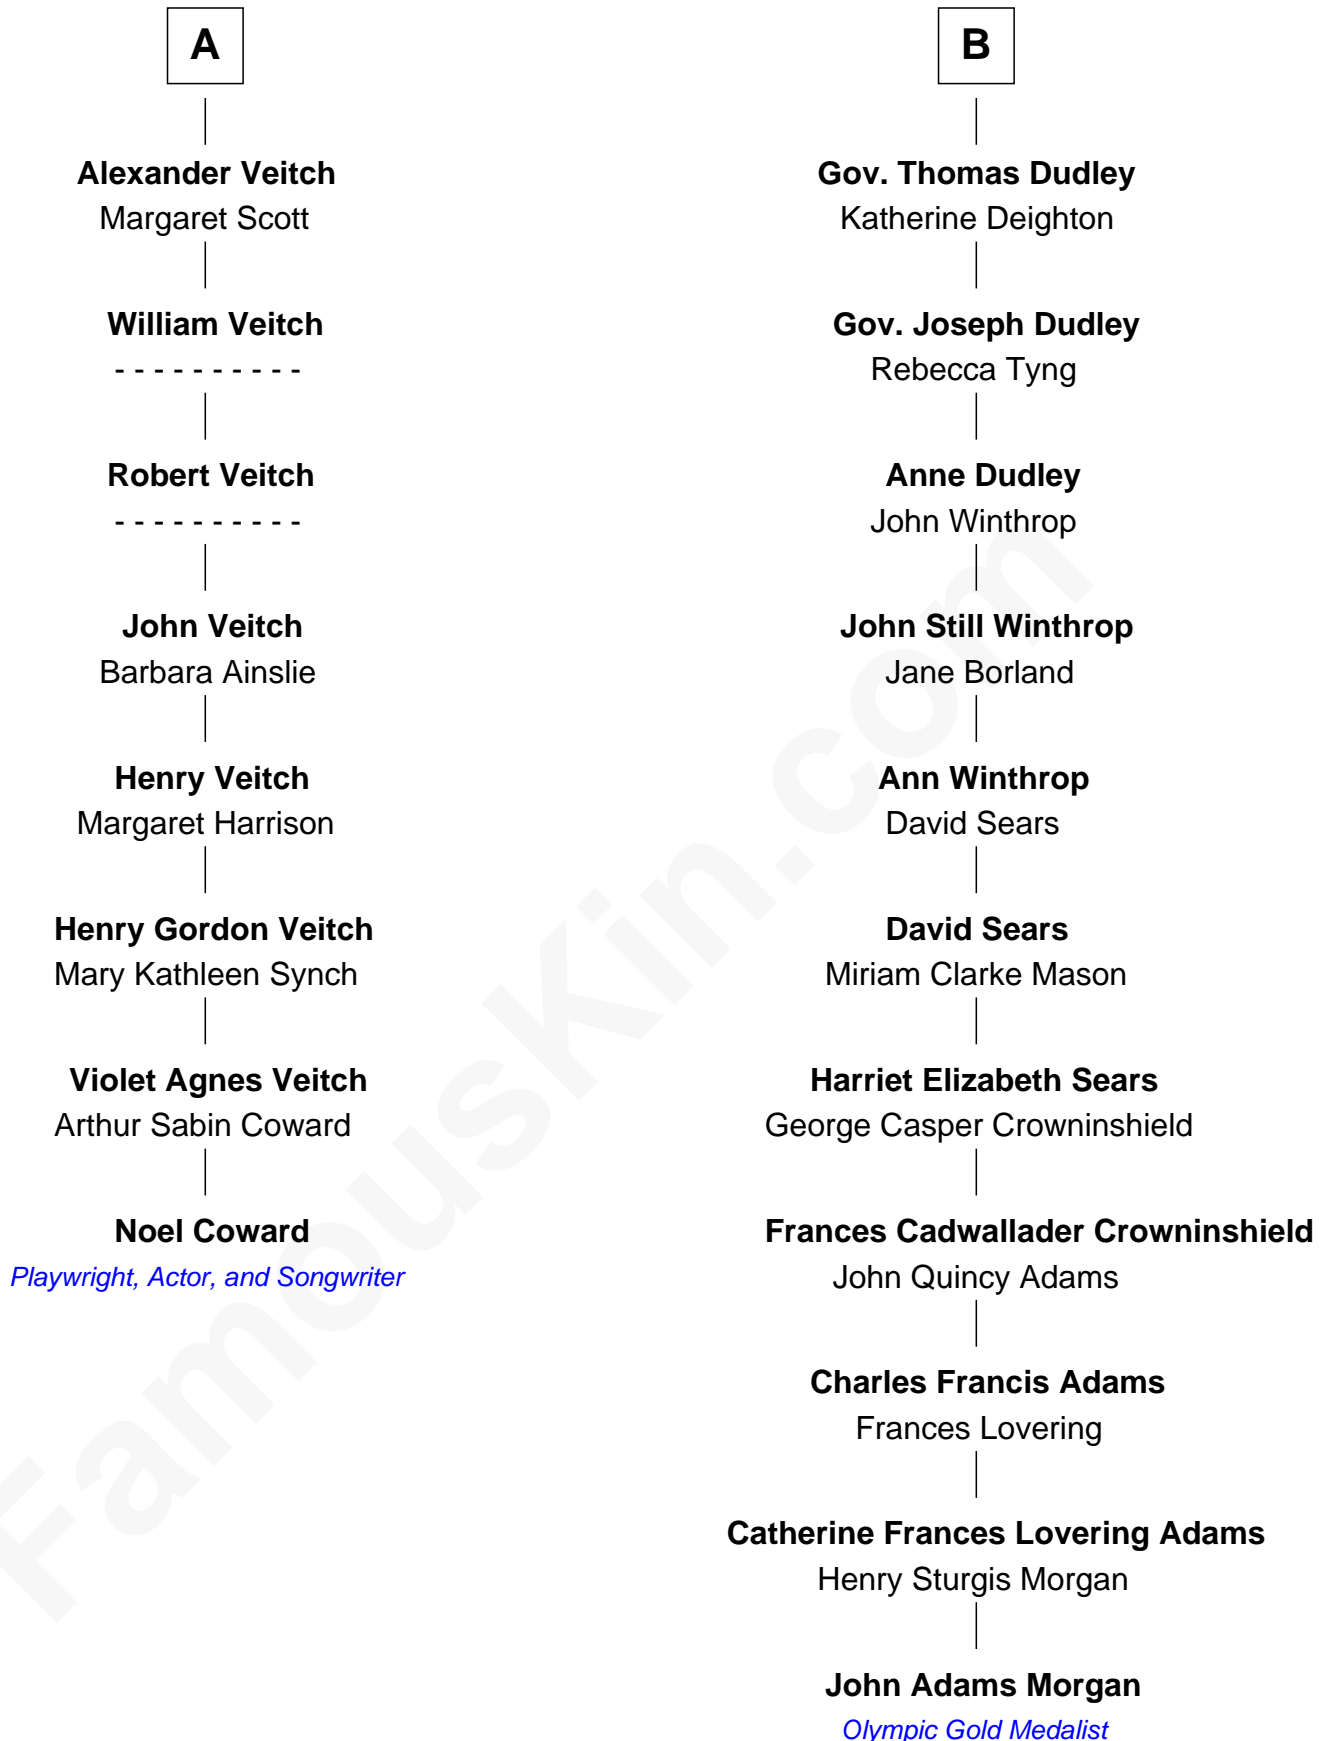 A
Alexander Veitch
Margaret Scott
William Veitch
- - - - - - - - - -
Robert Veitch
- - - - - - - - - -
John Veitch
Barbara Ainslie
Henry Veitch
Margaret Harrison
Henry Gordon Veitch
Mary Kathleen Synch
Violet Agnes Veitch
Arthur Sabin Coward
Noel Coward
Playwright, Actor, and Songwriter
B
Gov. Thomas Dudley
Katherine Deighton
Gov. Joseph Dudley
Rebecca Tyng
Anne Dudley
John Winthrop
John Still Winthrop
Jane Borland
Ann Winthrop
David Sears
David Sears
Miriam Clarke Mason
Harriet Elizabeth Sears
George Casper Crowninshield
Frances Cadwallader Crowninshield
John Quincy Adams
Charles Francis Adams
Frances Lovering
Catherine Frances Lovering Adams
Henry Sturgis Morgan
John Adams Morgan
Olympic Gold Medalist
FamousKin.com